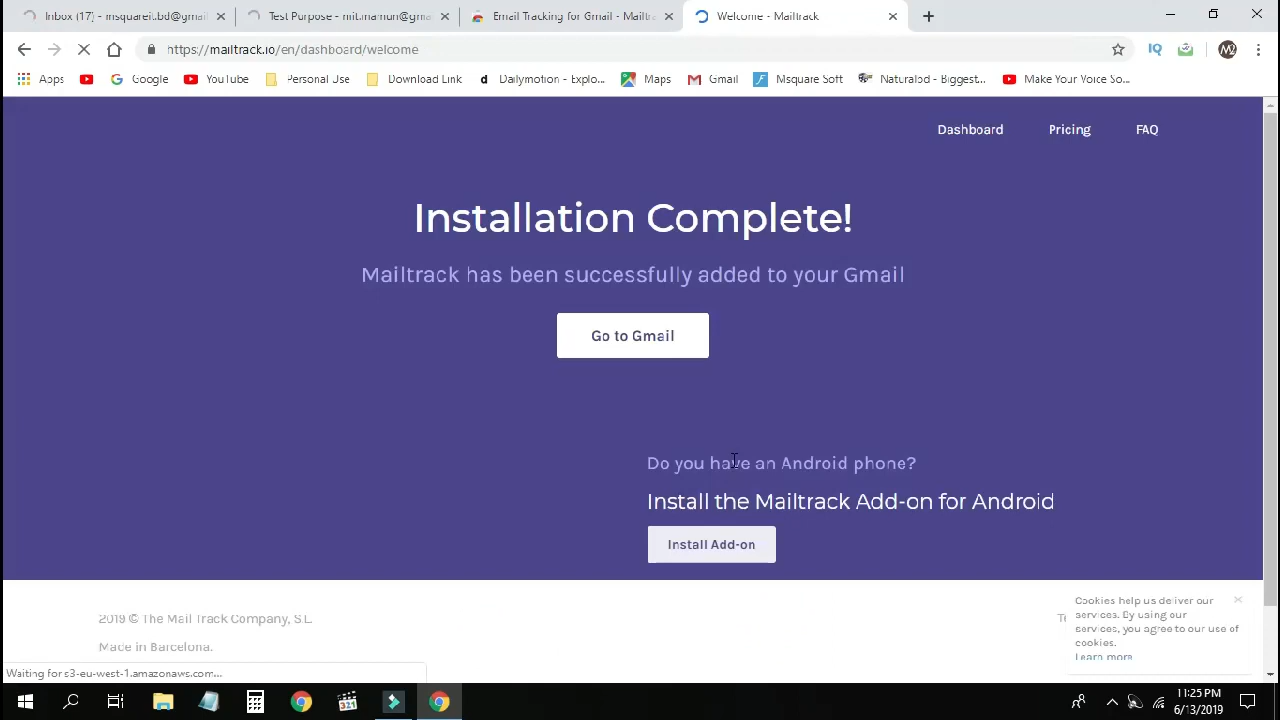 Inbox (17) - msquareit.bd@gmail
Test Purpose - mit.mamun@gma
Email Tracking for Gmail - Mailtr
Welcome - Mailtrack
https://mailtrack.io/en/dashboard/welcome
Apps
Google
YouTube
Personal Use
Download Link
Dailymotion - Explo...
Maps
Gmail
Msquare Soft
Naturalbd - Biggest...
Make Your Voice So...
Dashboard
Pricing
FAQ
Installation Complete!
Mailtrack has been successfully added to your Gmail
Go to Gmail
Do you have an Android phone?
Install the Mailtrack Add-on for Android
Install Add-on
2019 © The Mail Track Company, S.L.
Made in Barcelona.
Cookies help us deliver our
services. By using our
services, you agree to our use of
cookies.
Learn more
Waiting for s3-eu-west-1.amazonaws.com...
11:25 PM
6/13/2019